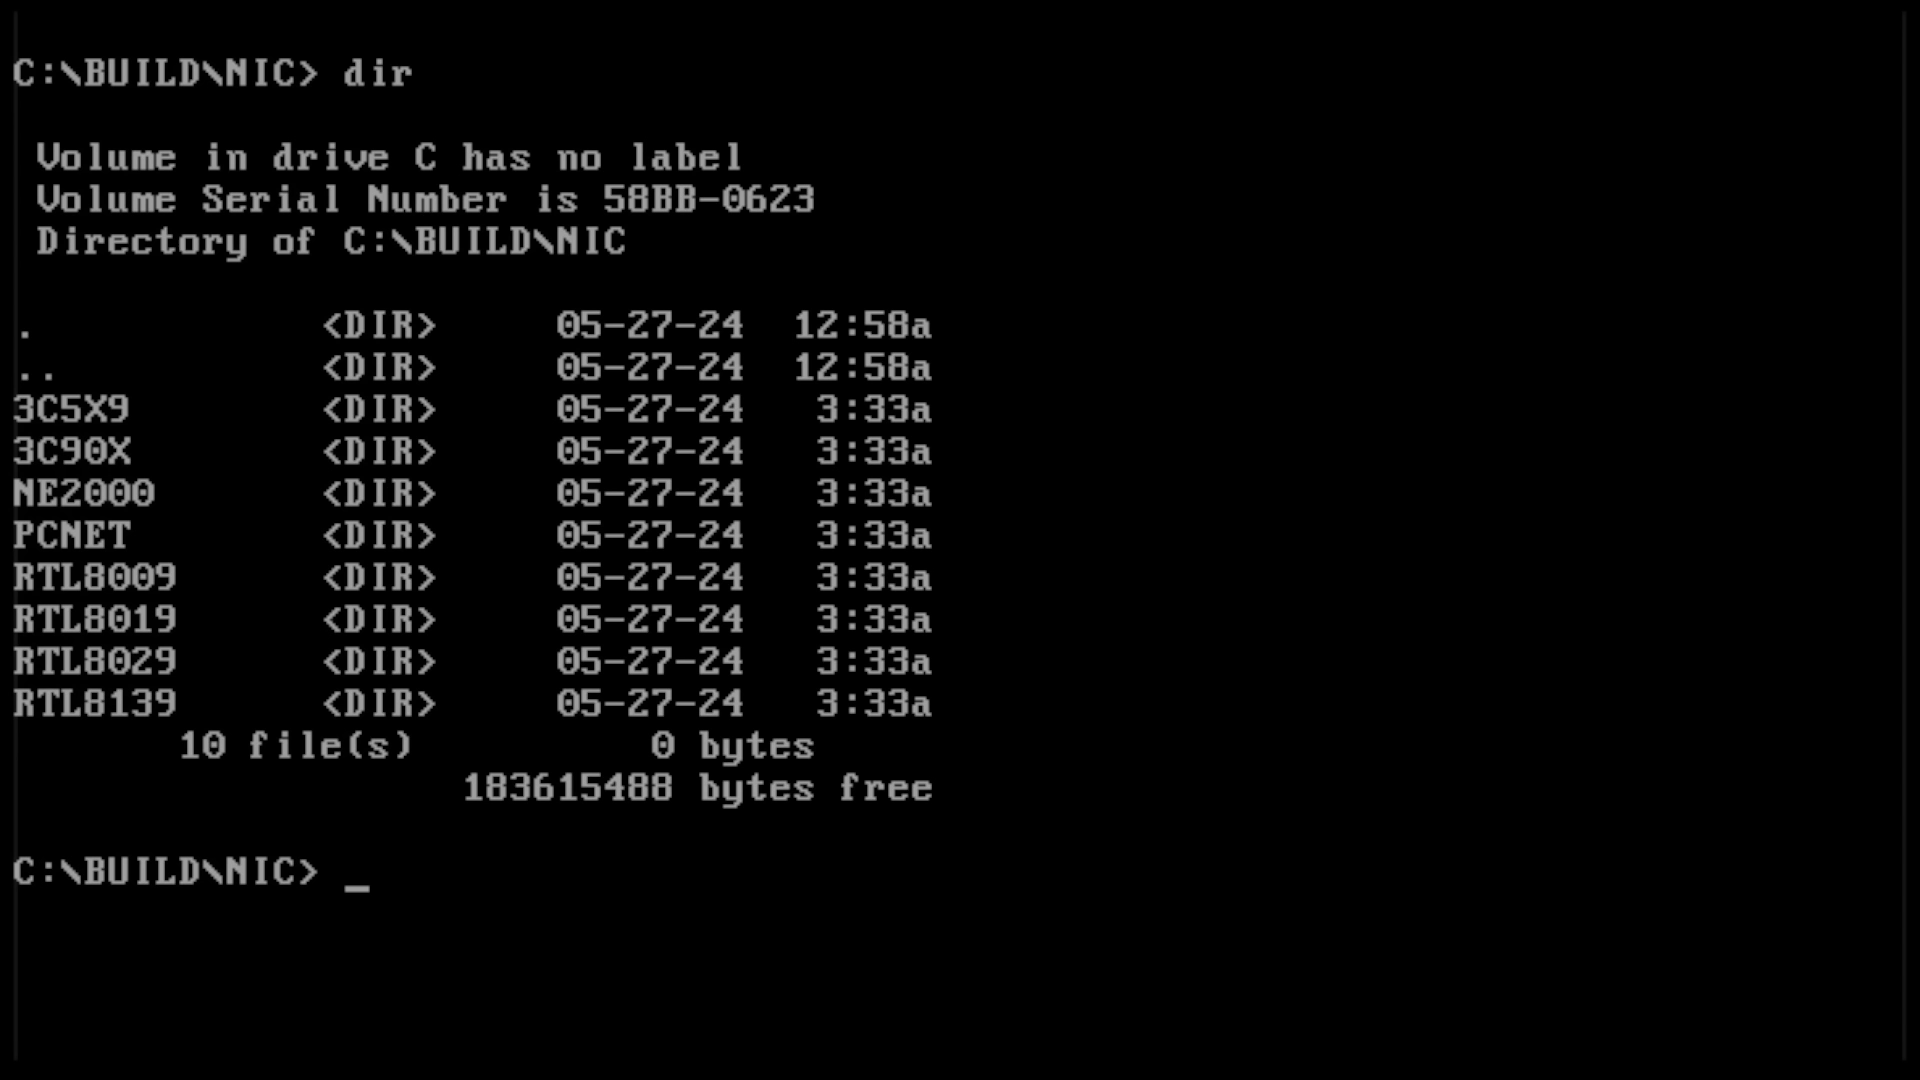 C:\BUILD\NIC> dir
 Volume in drive C has no label
 Volume Serial Number is 58BB-0623
 Directory of C:\BUILD\NIC
.            <DIR>     05-27-24  12:58a
..           <DIR>     05-27-24  12:58a
3C5X9        <DIR>     05-27-24   3:33a
3C90X        <DIR>     05-27-24   3:33a
NE2000       <DIR>     05-27-24   3:33a
PCNET        <DIR>     05-27-24   3:33a
RTL8009      <DIR>     05-27-24   3:33a
RTL8019      <DIR>     05-27-24   3:33a
RTL8029      <DIR>     05-27-24   3:33a
RTL8139      <DIR>     05-27-24   3:33a
       10 file(s)          0 bytes
                   183615488 bytes free
C:\BUILD\NIC> _